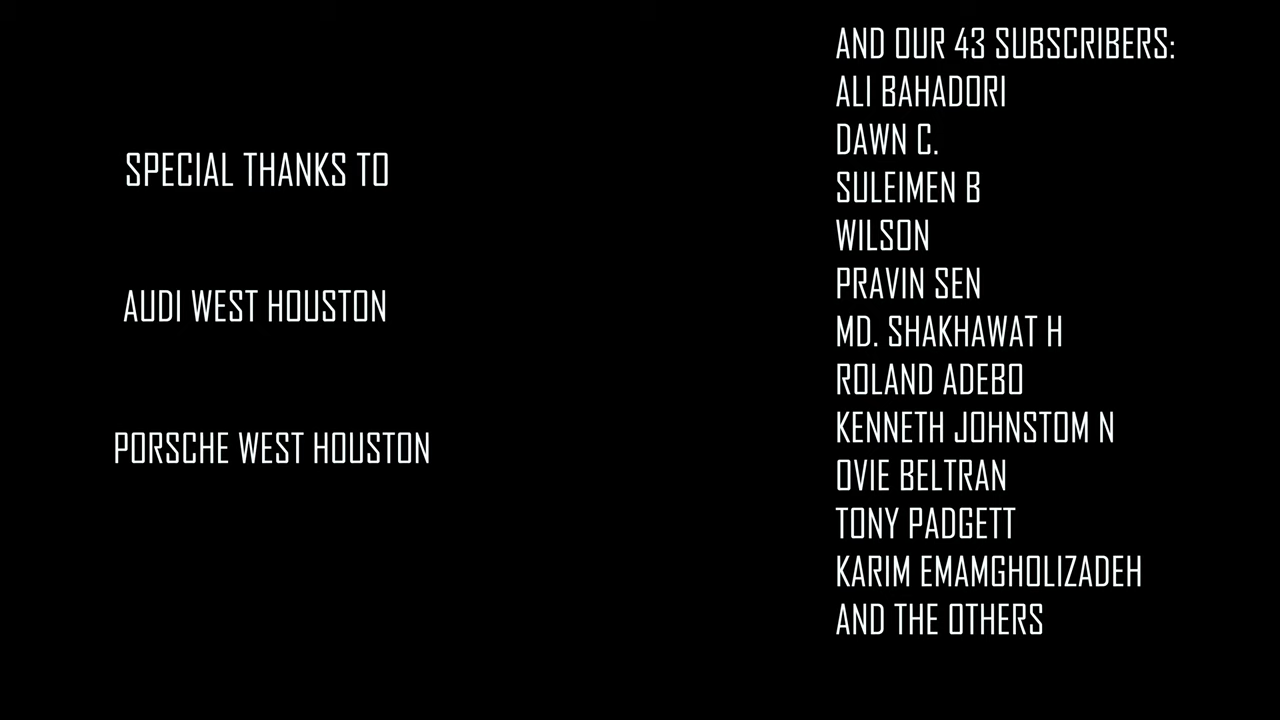 SPECIAL THANKS TO
AUDI WEST HOUSTON
PORSCHE WEST HOUSTON
AND OUR 43 SUBSCRIBERS:
ALI BAHADORI
DAWN C.
SULEIMEN B
WILSON
PRAVIN SEN
MD. SHAKHAWAT H
ROLAND ADEBO
KENNETH JOHNSTOM N
OVIE BELTRAN
TONY PADGETT
KARIM EMAMGHOLIZADEH
AND THE OTHERS